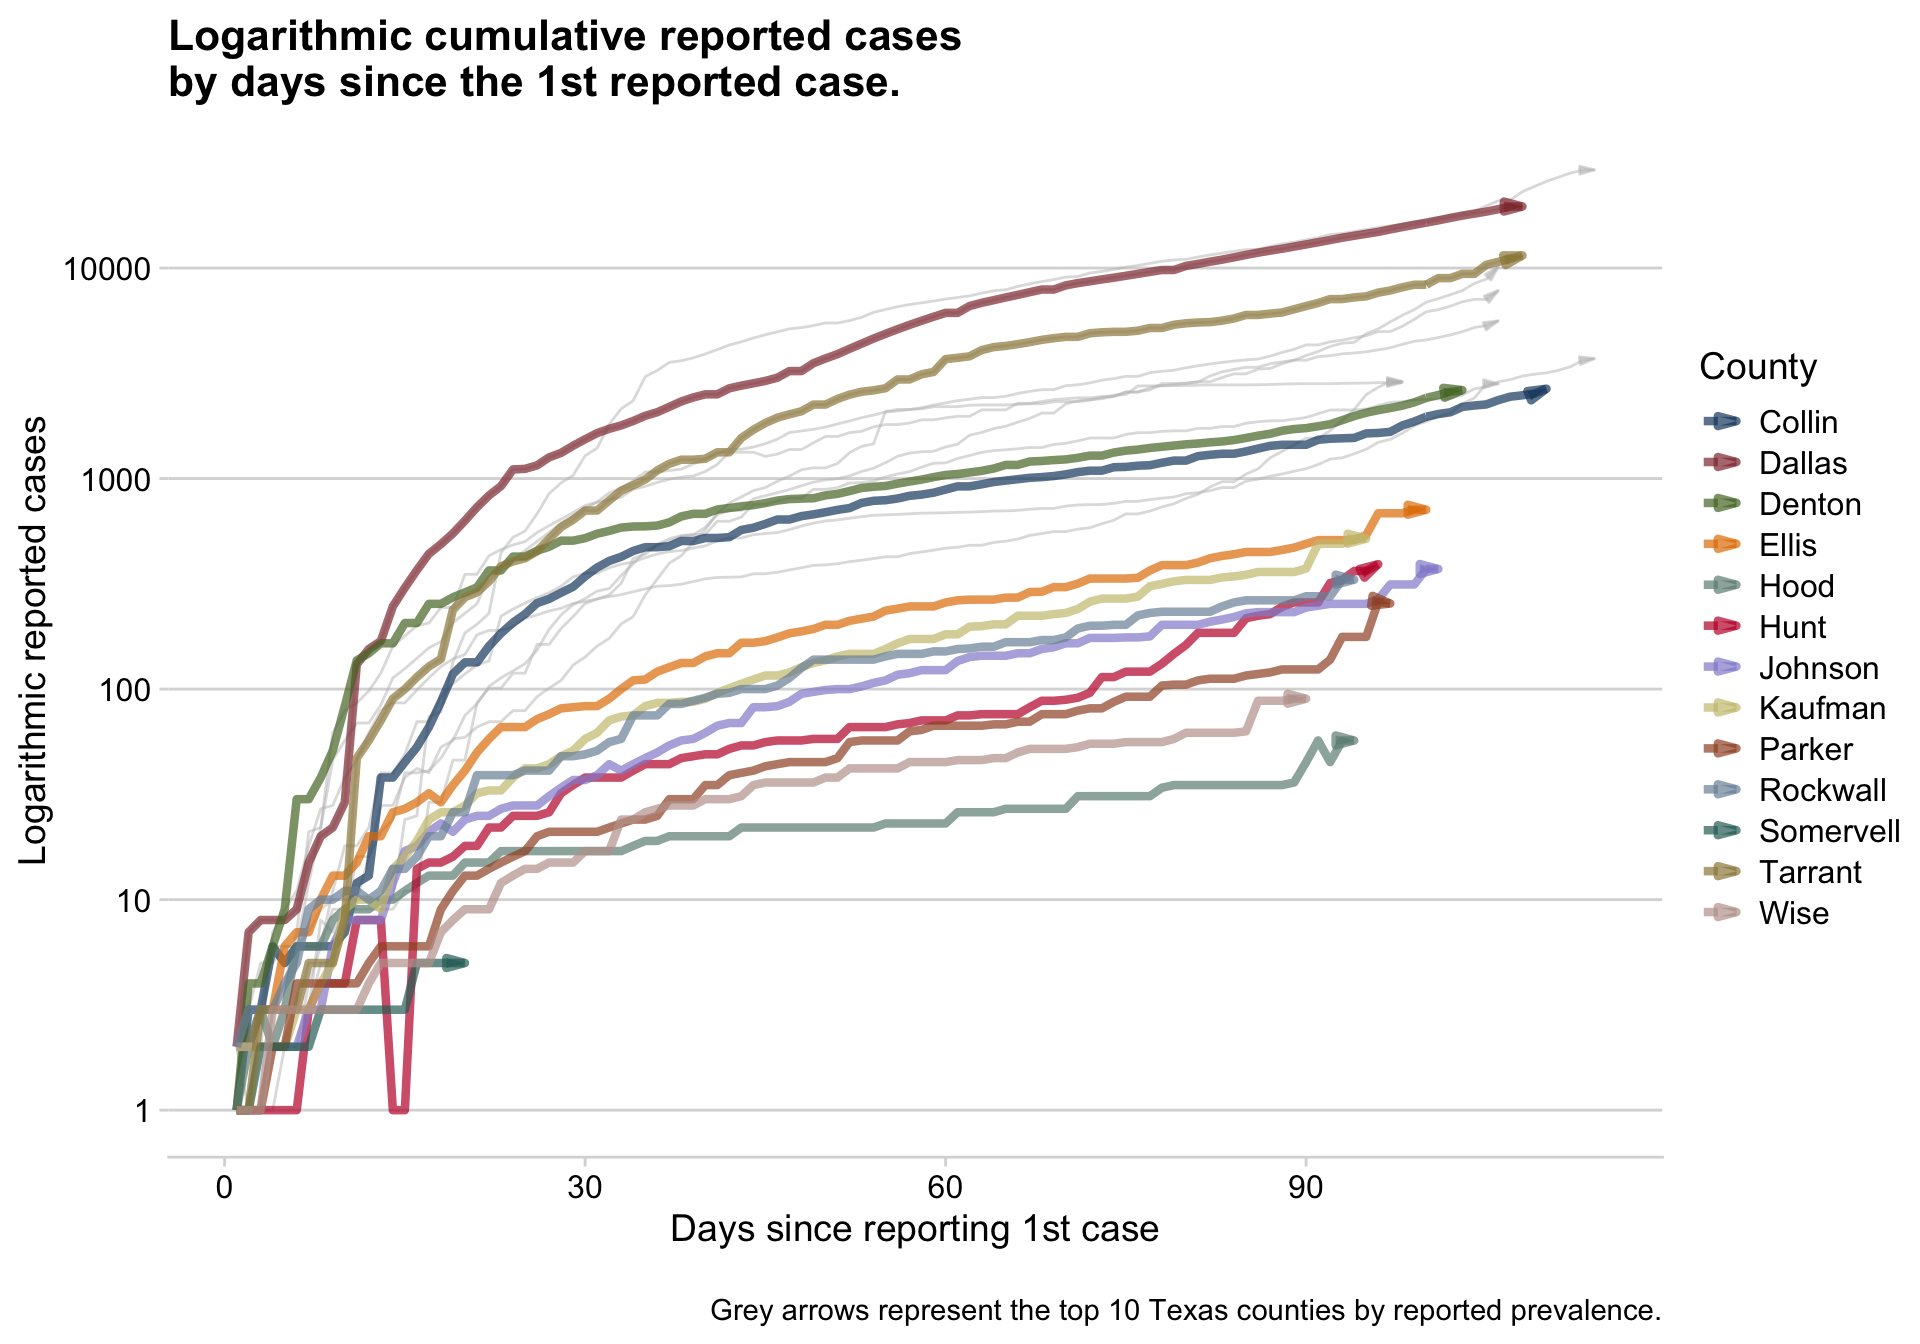 Logarithmic cumulative reported cases
by days since the 1st reported case.
Logarithmic reported cases
10000
1000
100
10
1
0
30
60
90
Days since reporting 1st case
County
Collin
Dallas
Denton
Ellis
Hood
Hunt
Johnson
Kaufman
Parker
Rockwall
Somervell
Tarrant
Wise
Grey arrows represent the top 10 Texas counties by reported prevalence.